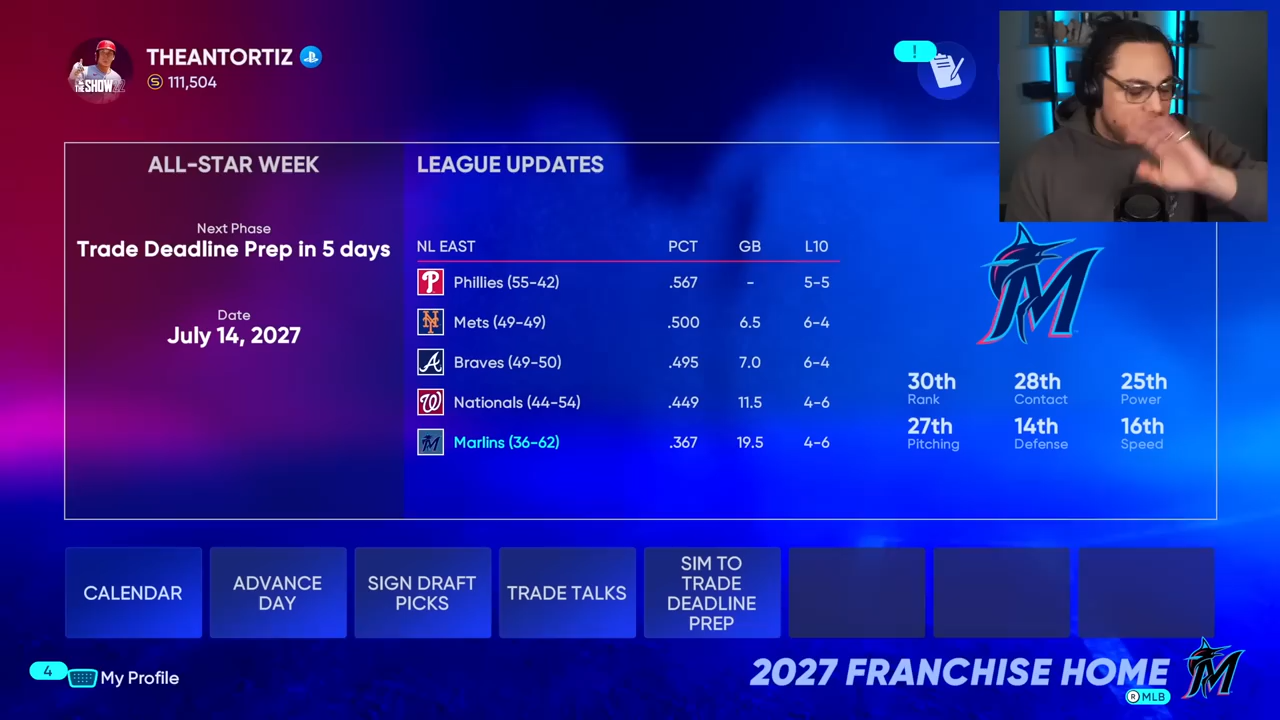 THEANTORTIZ
111,504
THE SHOW 22
!
ALL-STAR WEEK
Next Phase
Trade Deadline Prep in 5 days
Date
July 14, 2027
LEAGUE UPDATES
NL EAST PCT GB L10
Phillies (55-42) .567 - 5-5
Mets (49-49) .500 6.5 6-4
Braves (49-50) .495 7.0 6-4
Nationals (44-54) .449 11.5 4-6
Marlins (36-62) .367 19.5 4-6
30th 28th 25th
Rank Contact Power
27th 14th 16th
Pitching Defense Speed
CALENDAR
ADVANCE
DAY
SIGN DRAFT
PICKS
TRADE TALKS
SIM TO
TRADE
DEADLINE
PREP
4 My Profile
2027 FRANCHISE HOME
R MLB